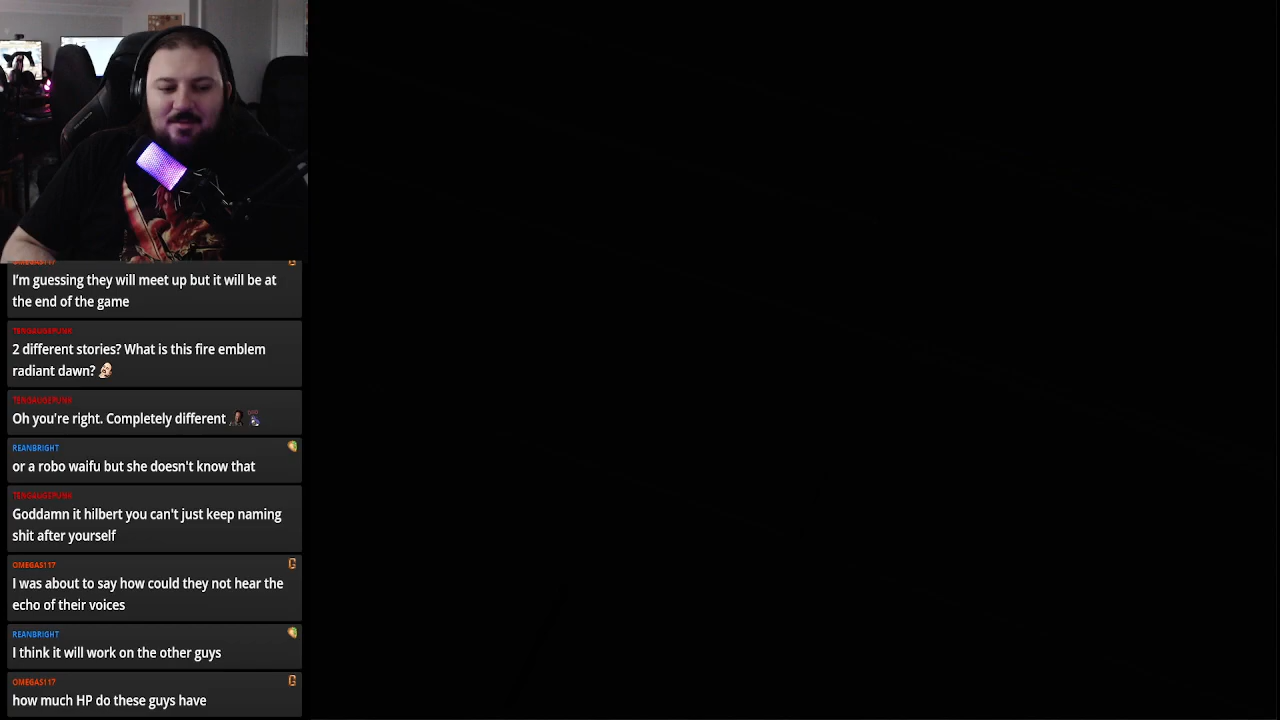 I'm guessing they will meet up but it will be at
the end of the game
2 different stories? What is this fire emblem
radiant dawn?
Oh you're right. Completely different
REANBRIGHT
or a robo waifu but she doesn't know that
Goddamn it hilbert you can't just keep naming
shit after yourself
OMEGAS117
I was about to say how could they not hear the
echo of their voices
REANBRIGHT
I think it will work on the other guys
OMEGAS117
how much HP do these guys have